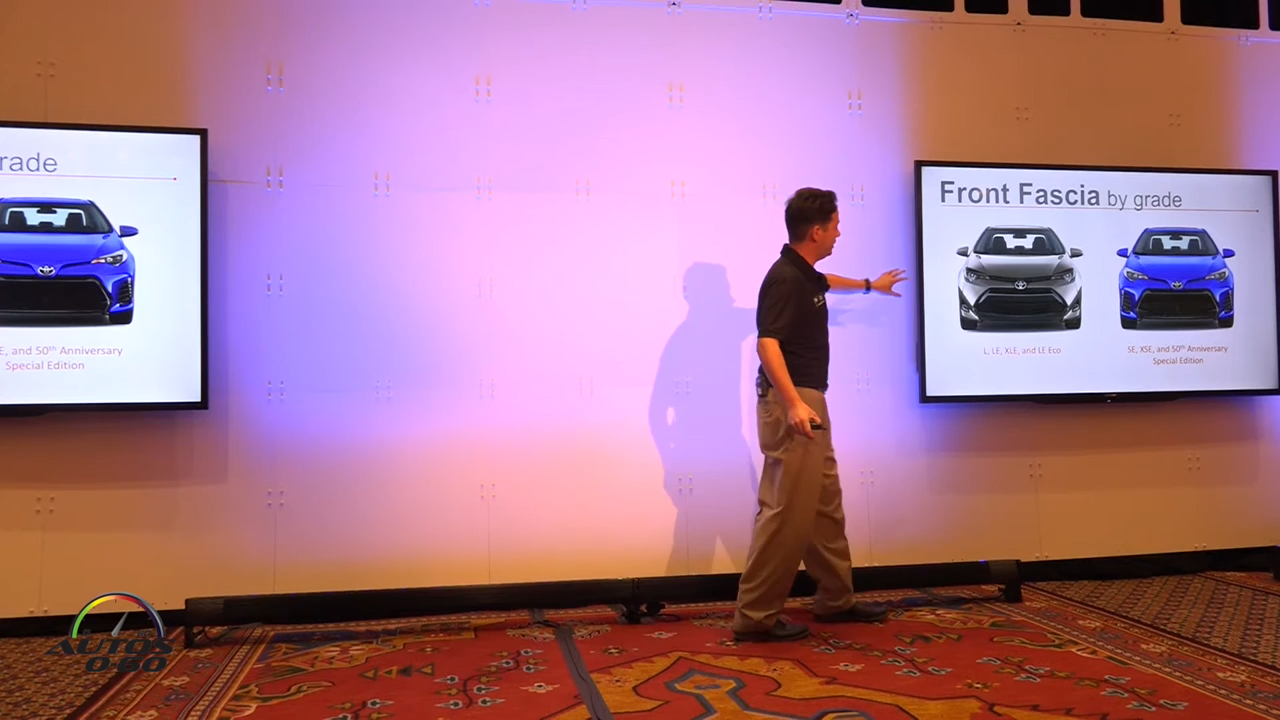 rade
E, and 50th Anniversary
Special Edition
Front Fascia by grade
L, LE, XLE, and LE Eco
SE, XSE, and 50th Anniversary
Special Edition
AUTOS
0-60